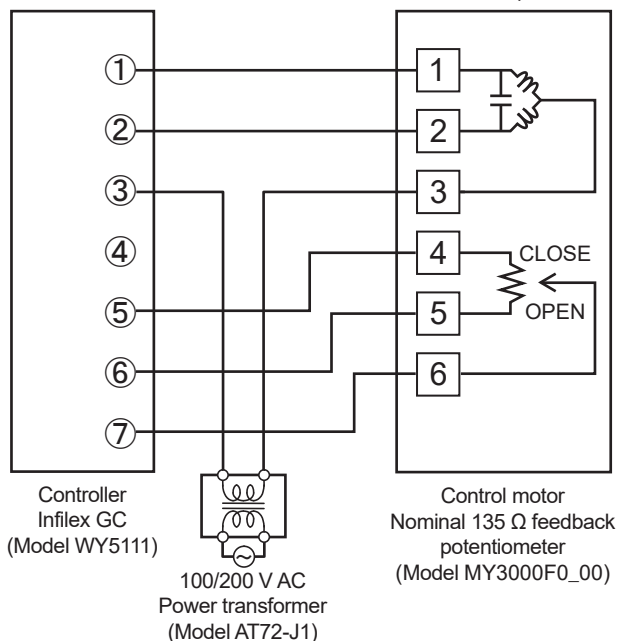 ①
②
③
④
⑤
⑥
⑦
1
2
3
4
5
6
CLOSE
OPEN
Controller
Infilex GC
(Model WY5111)
100/200 V AC
Power transformer
(Model AT72-J1)
Control motor
Nominal 135 Ω feedback
potentiometer
(Model MY3000F0_00)